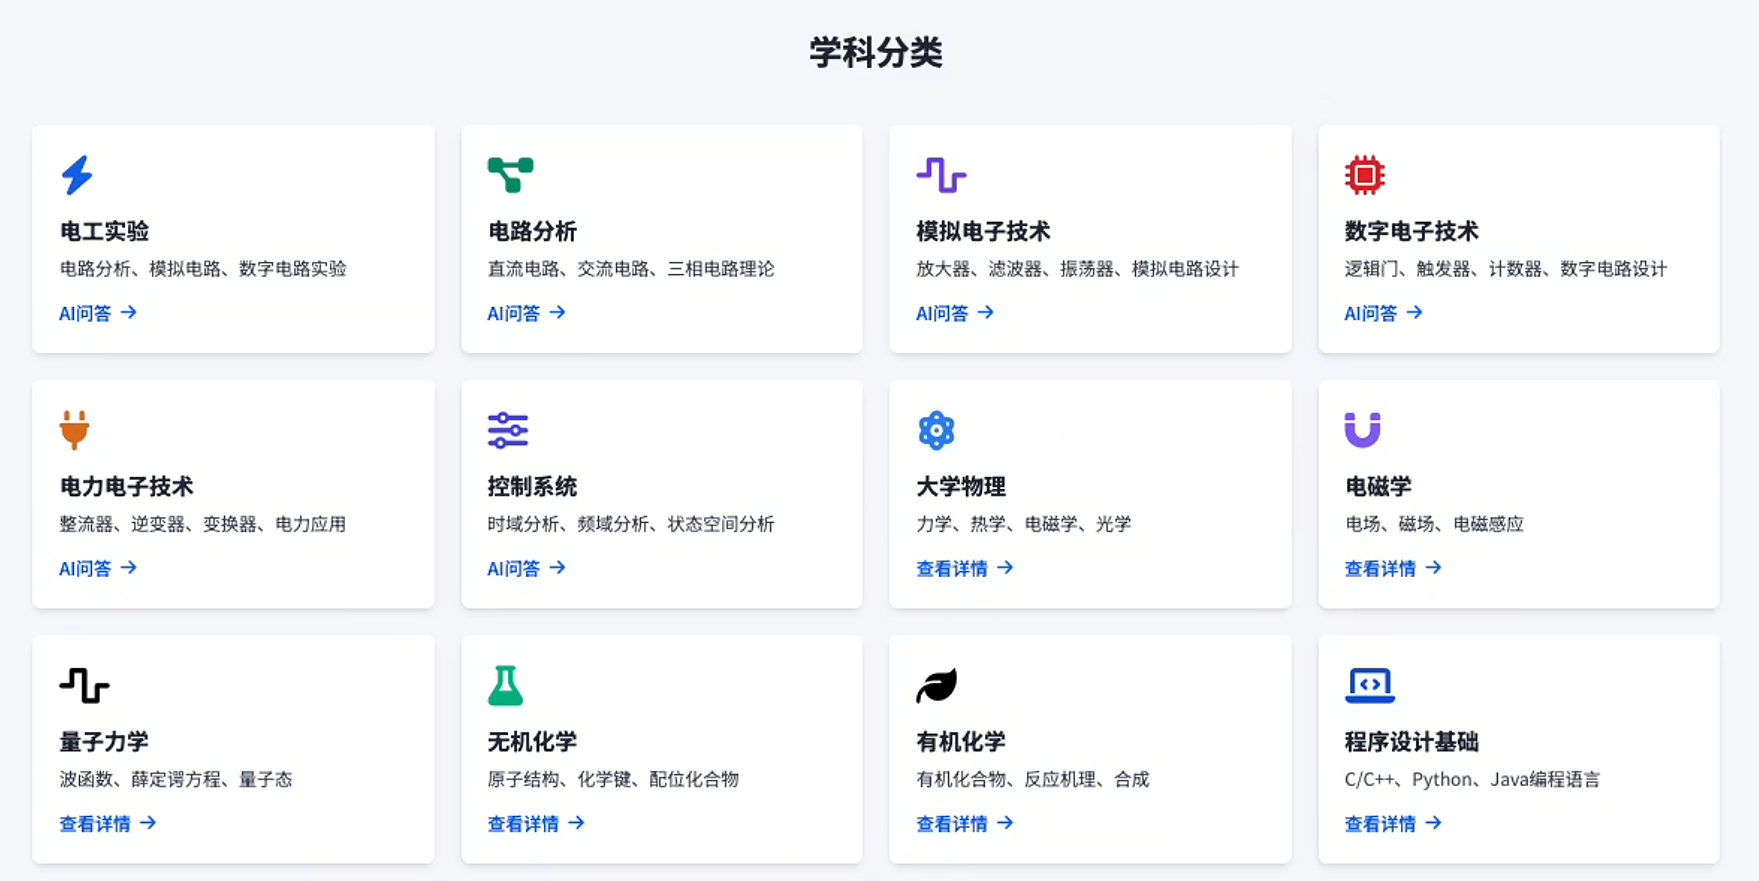 学科分类
电工实验
电路分析、模拟电路、数字电路实验
AI问答 →
电路分析
直流电路、交流电路、三相电路理论
AI问答 →
模拟电子技术
放大器、滤波器、振荡器、模拟电路设计
AI问答 →
数字电子技术
逻辑门、触发器、计数器、数字电路设计
AI问答 →
电力电子技术
整流器、逆变器、变换器、电力应用
AI问答 →
控制系统
时域分析、频域分析、状态空间分析
AI问答 →
大学物理
力学、热学、电磁学、光学
查看详情 →
电磁学
电场、磁场、电磁感应
查看详情 →
量子力学
波函数、薛定谔方程、量子态
查看详情 →
无机化学
原子结构、化学键、配位化合物
查看详情 →
有机化学
有机化合物、反应机理、合成
查看详情 →
程序设计基础
C/C++、Python、Java编程语言
查看详情 →